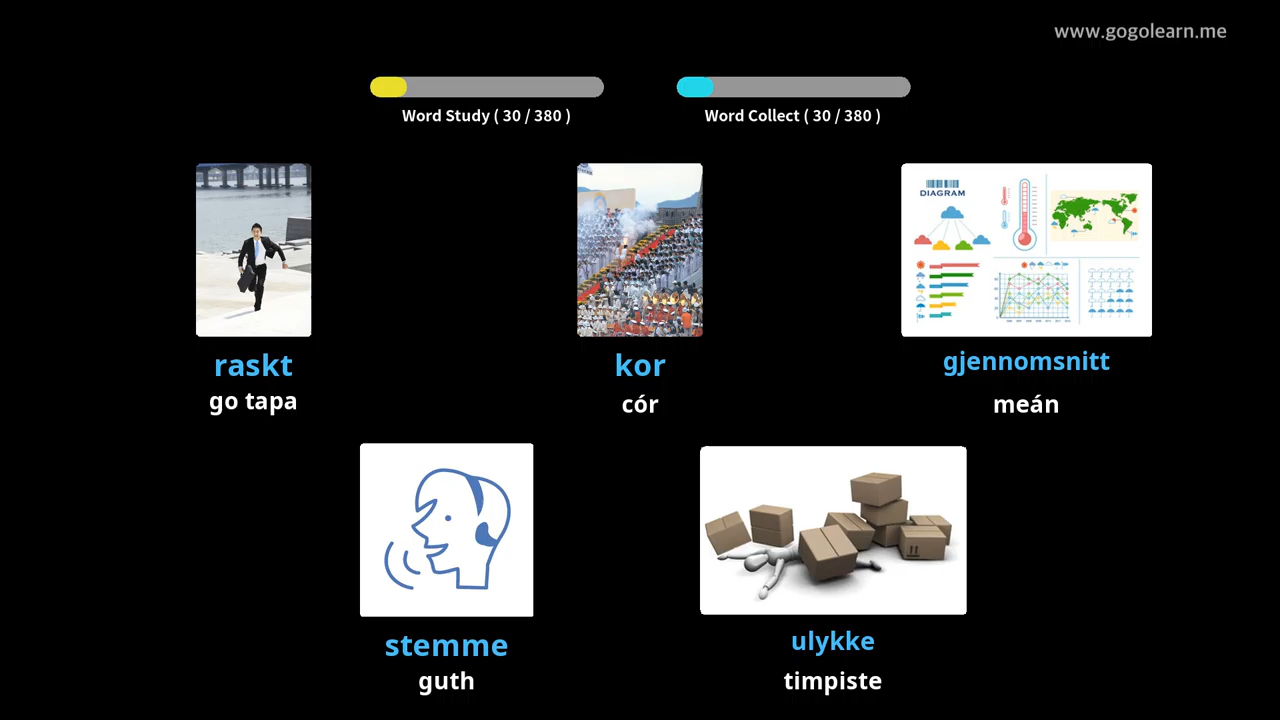 www.gogolearn.me
Word Study ( 30 / 380 )
Word Collect ( 30 / 380 )
DIAGRAM
raskt
kor
gjennomsnitt
go tapa
cór
meán
stemme
ulykke
guth
timpiste